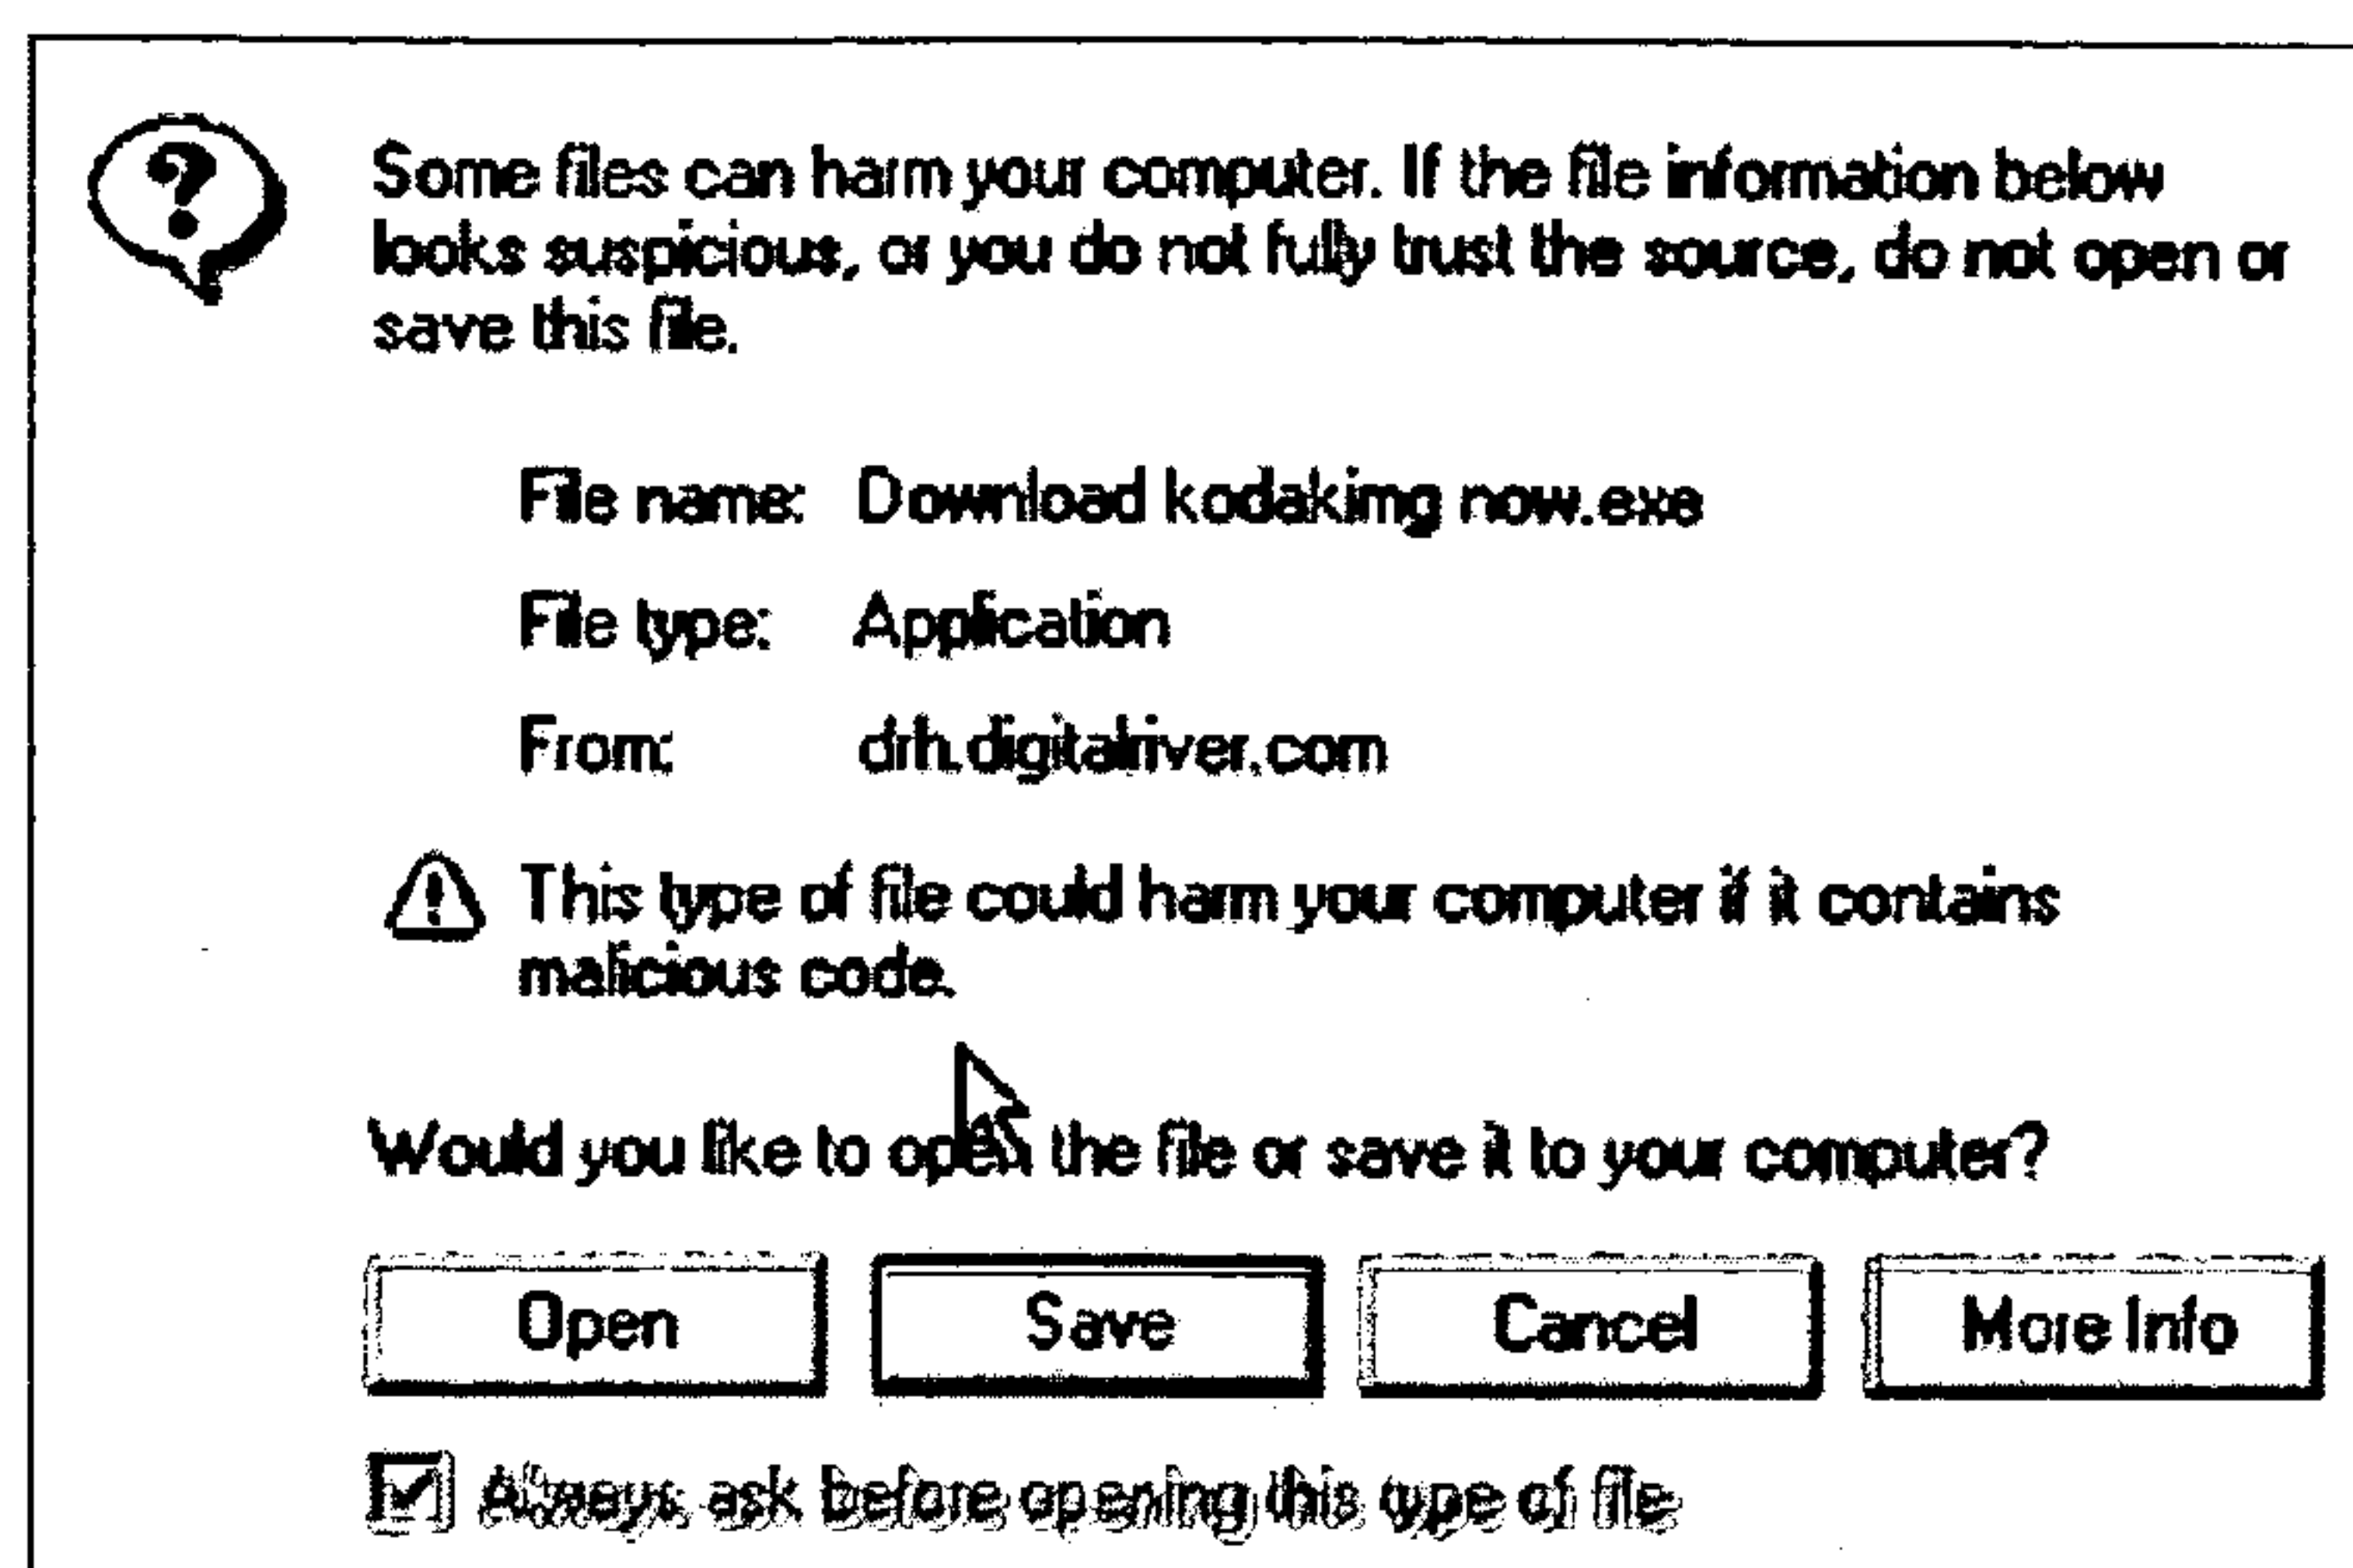 Some files can harm your computer. If the file information below
looks suspicious, or you do not fully trust the source, do not open or
save this file.
File name: Download kodakimg now.exe
File type: Application
From: drh.digitalriver.com
This type of file could harm your computer if it contains
malicious code.
Would you like to open the file or save it to your computer?
Open Save Cancel More Info
Always ask before opening this type of file